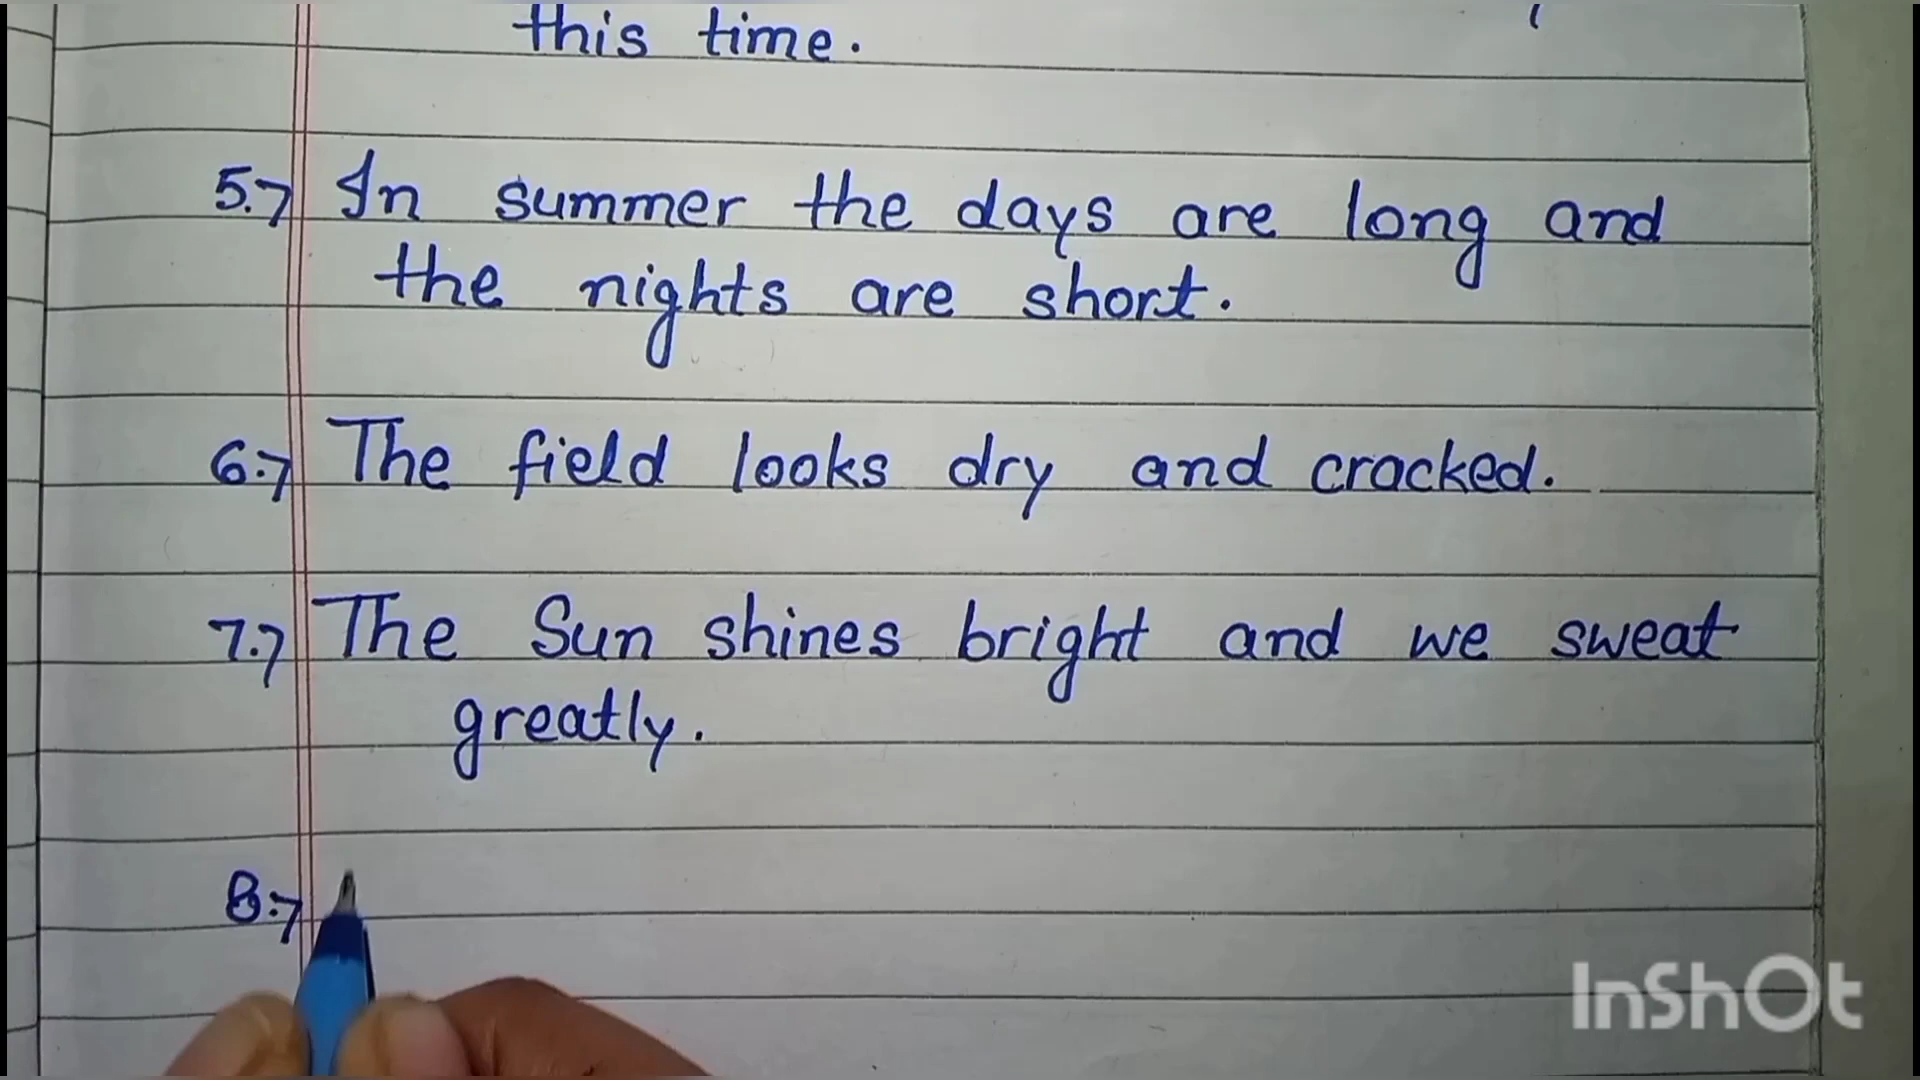 this time.
5.7 In summer the days are long and
the nights are short.
6.7 The field looks dry and cracked.
7.7 The Sun shines bright and we sweat
greatly.
8.7
InShOt